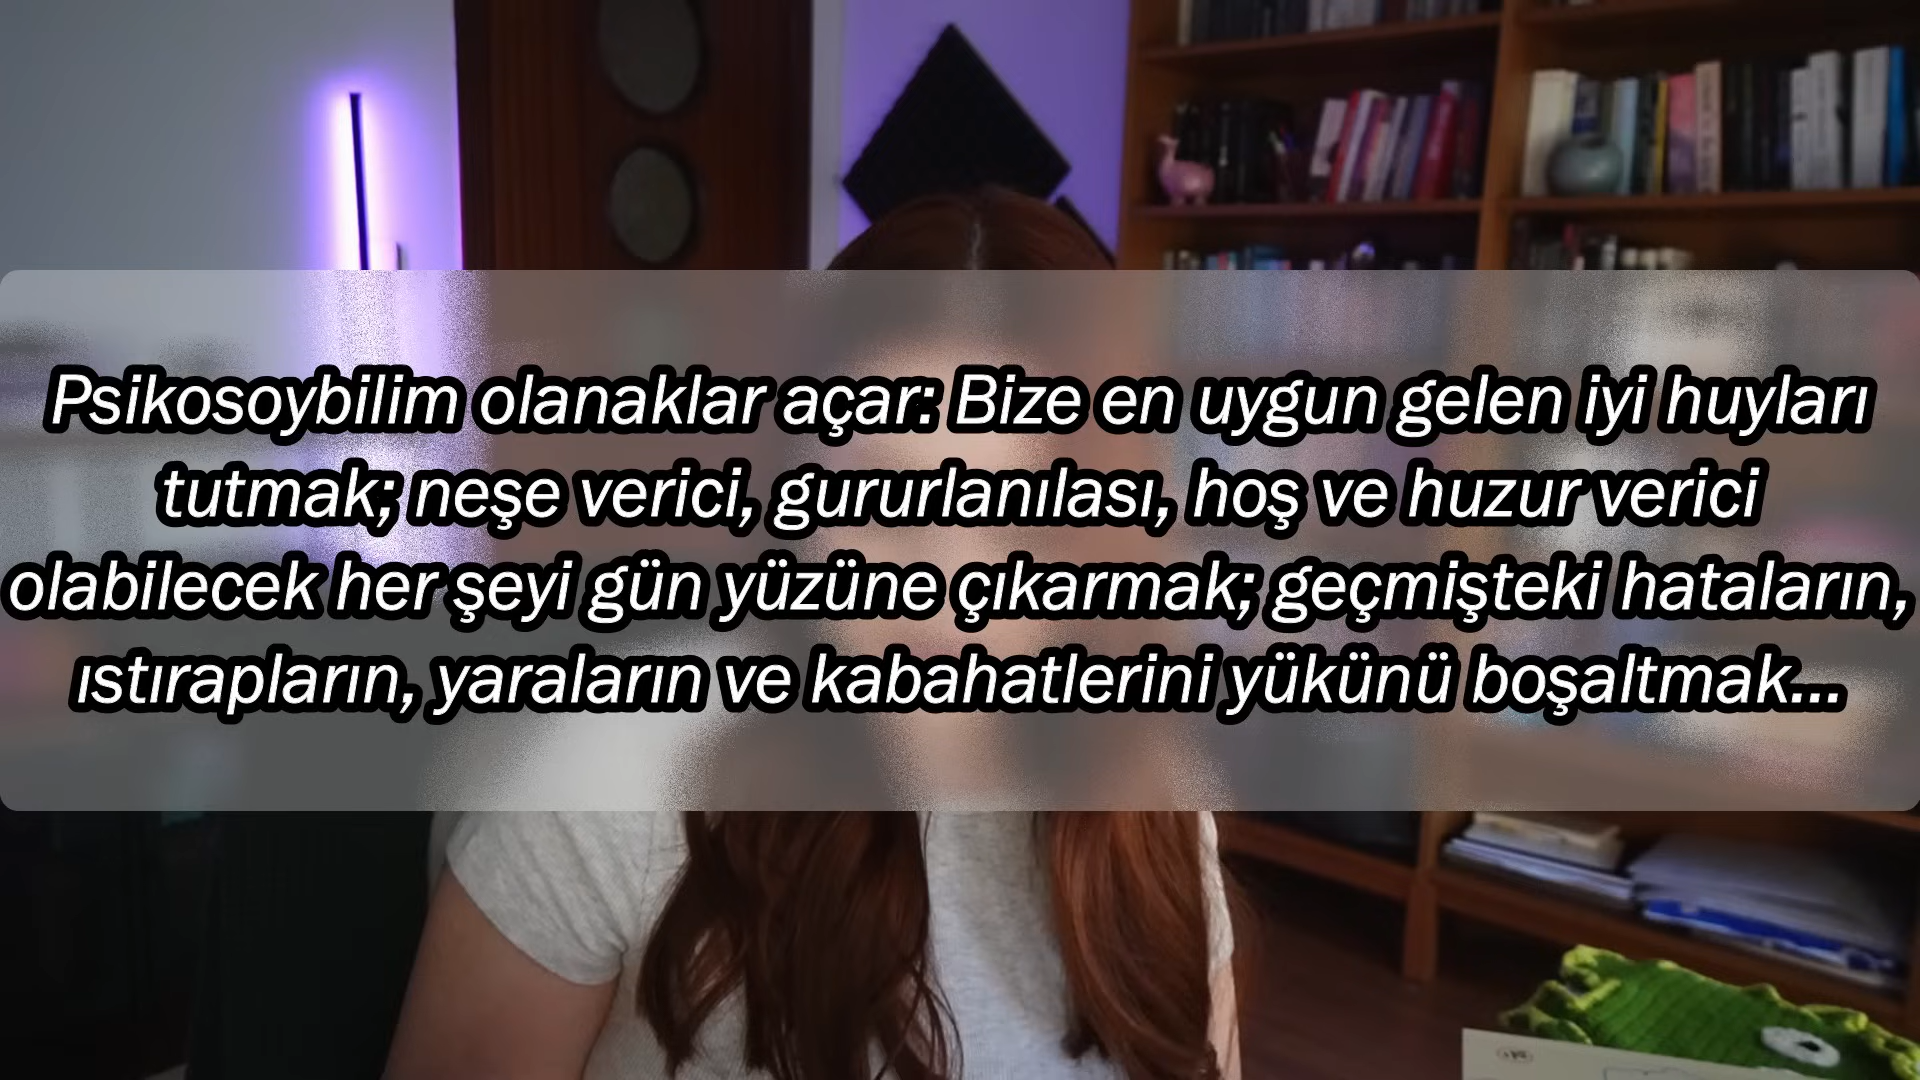 Psikosoybilim olanaklar açar: Bize en uygun gelen iyi huyları
tutmak; neşe verici, gururlanılası, hoş ve huzur verici
olabilecek her şeyi gün yüzüne çıkarmak; geçmişteki hataların,
ıstırapların, yaraların ve kabahatlerini yükünü boşaltmak...